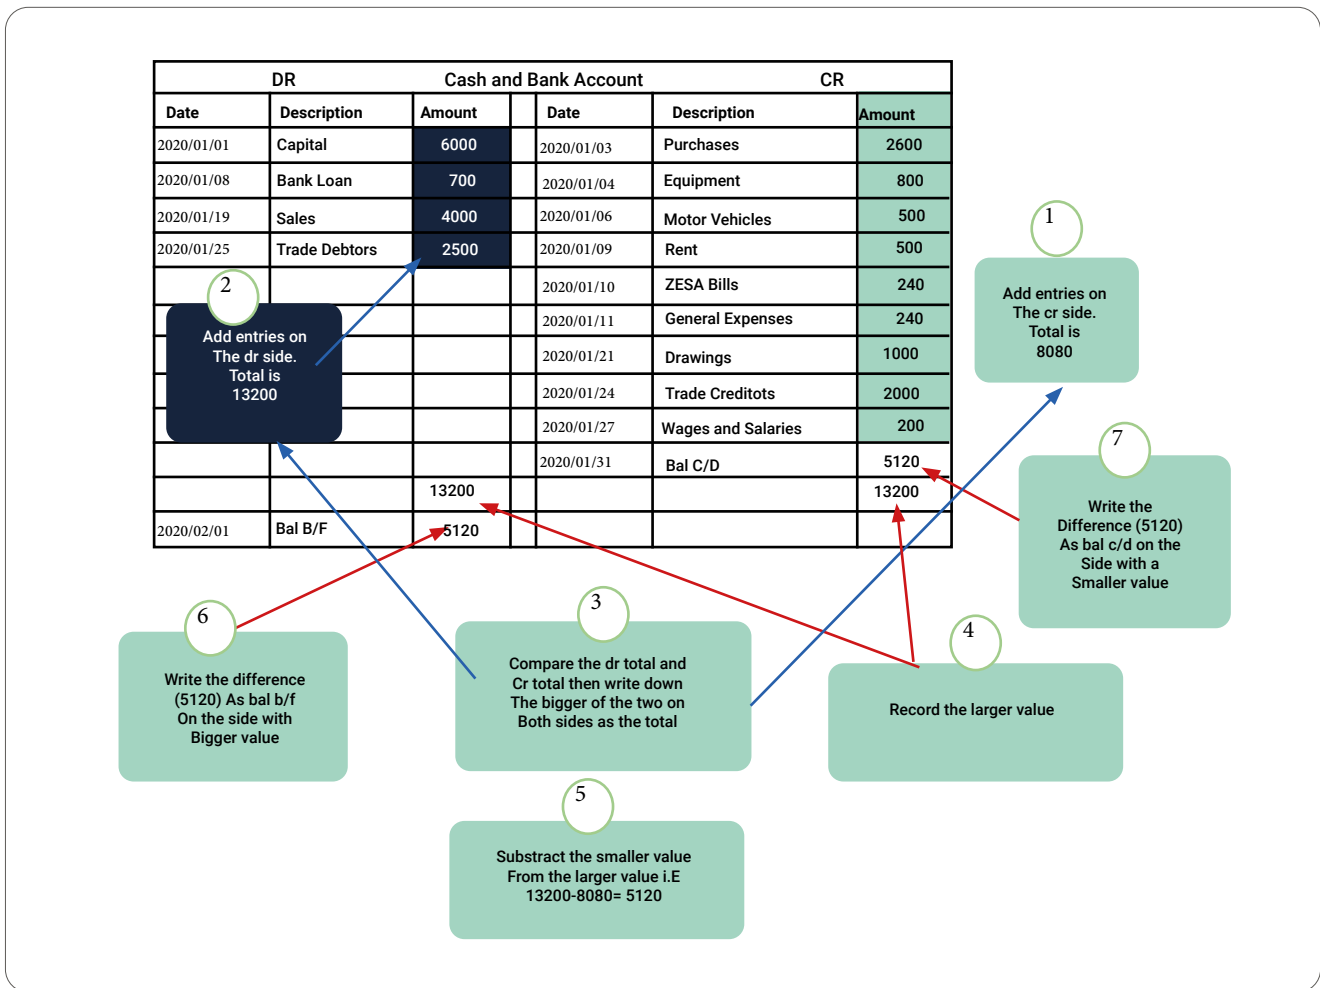 DR Cash and Bank Account CR
Date Description Amount Date Description Amount
2020/01/01 Capital 6000 2020/01/03 Purchases 2600
2020/01/08 Bank Loan 700 2020/01/04 Equipment 800
2020/01/19 Sales 4000 2020/01/06 Motor Vehicles 500
2020/01/25 Trade Debtors 2500 2020/01/09 Rent 500
2020/01/10 ZESA Bills 240
2020/01/11 General Expenses 240
2020/01/21 Drawings 1000
2020/01/24 Trade Creditots 2000
2020/01/27 Wages and Salaries 200
2020/01/31 Bal C/D 5120
13200 13200
2020/02/01 Bal B/F 5120
1
Add entries on
The cr side.
Total is
8080
2
Add entries on
The dr side.
Total is
13200
7
Write the
Difference (5120)
As bal c/d on the
Side with a
Smaller value
6
Write the difference
(5120) As bal b/f
On the side with
Bigger value
3
Compare the dr total and
Cr total then write down
The bigger of the two on
Both sides as the total
4
Record the larger value
5
Substract the smaller value
From the larger value i.E
13200-8080= 5120